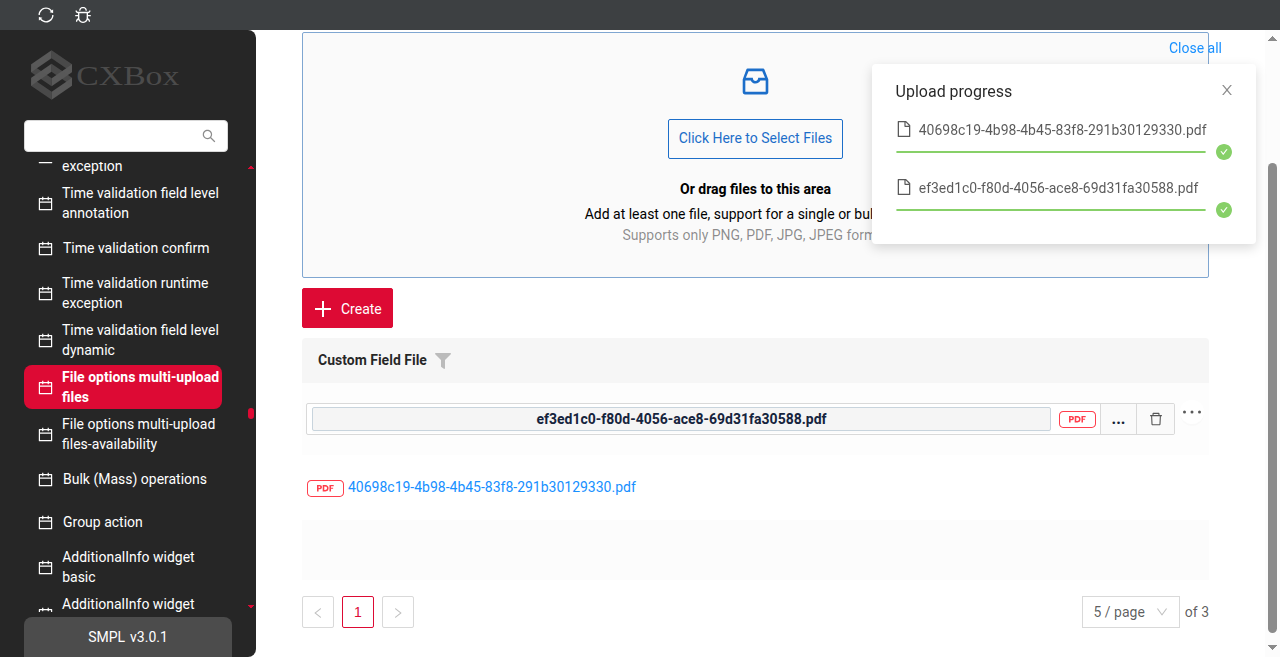 CXBox
exception
Time validation field level
annotation
Time validation confirm
Time validation runtime
exception
Time validation field level
dynamic
File options multi-upload
files
File options multi-upload
files-availability
Bulk (Mass) operations
Group action
AdditionalInfo widget
basic
AdditionalInfo widget
SMPL v3.0.1
Close all
Click Here to Select Files
Or drag files to this area
Add at least one file, support for a single or bul
Supports only PNG, PDF, JPG, JPEG form
Upload progress
40698c19-4b98-4b45-83f8-291b30129330.pdf
ef3ed1c0-f80d-4056-ace8-69d31fa30588.pdf
Create
Custom Field File
ef3ed1c0-f80d-4056-ace8-69d31fa30588.pdf PDF ...
PDF 40698c19-4b98-4b45-83f8-291b30129330.pdf
< 1 > 5 / page of 3